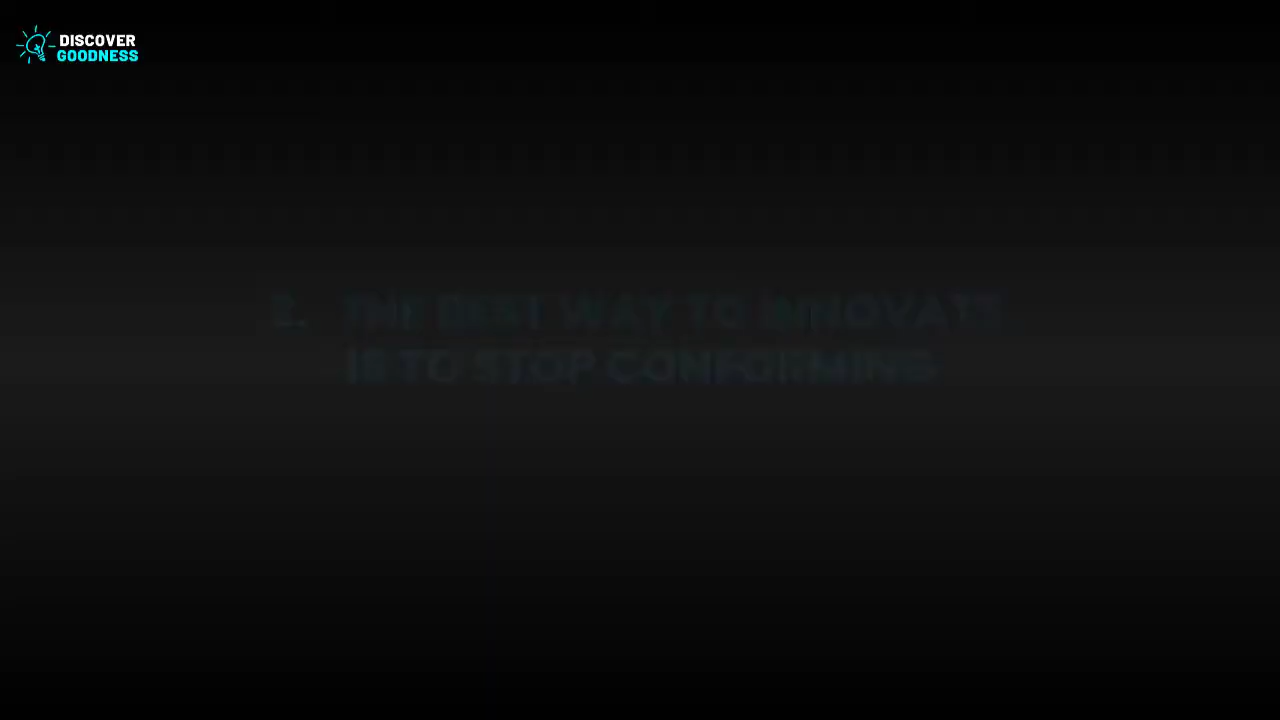 DISCOVER
GOODNESS
2. THE BEST WAY TO INNOVATE
IS TO STOP CONFORMING